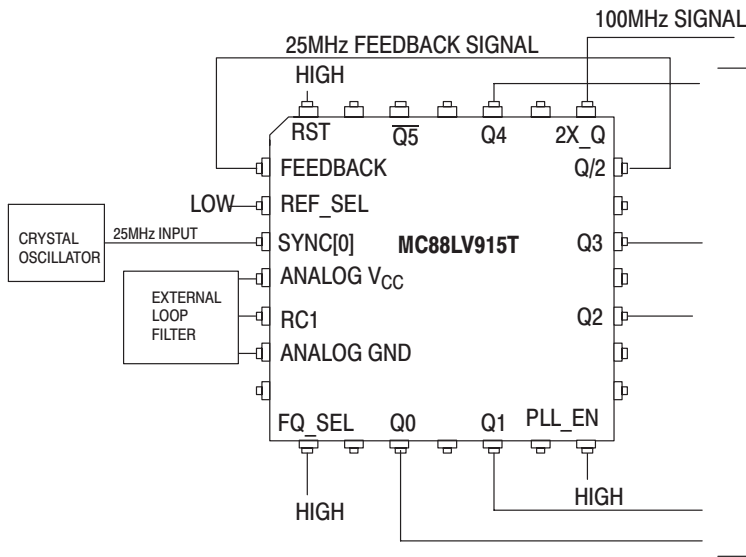 100MHz SIGNAL
25MHz FEEDBACK SIGNAL
HIGH
RST Q̅5̅ Q4 2X_Q
FEEDBACK Q/2
LOW REF_SEL
CRYSTAL
OSCILLATOR
25MHz INPUT
SYNC[0] MC88LV915T Q3
ANALOG VCC
EXTERNAL
LOOP
FILTER
RC1 Q2
ANALOG GND
FQ_SEL Q0 Q1 PLL_EN
HIGH HIGH